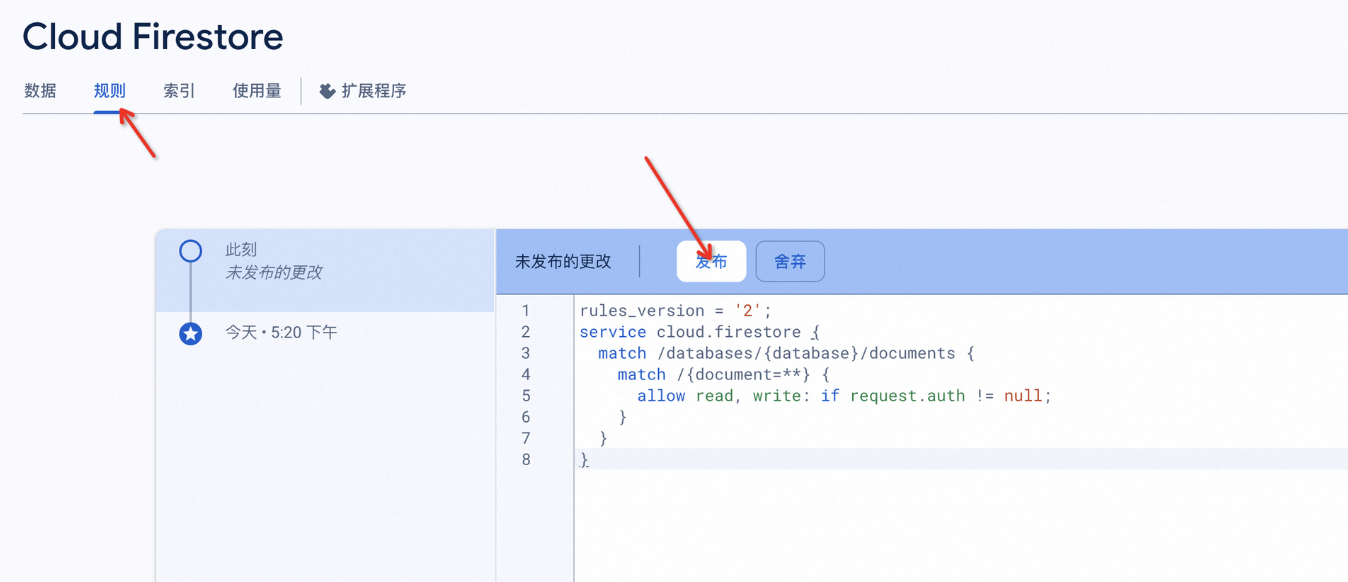 Cloud Firestore
数据 规则 索引 使用量 扩展程序
此刻
未发布的更改
今天 • 5:20 下午
未发布的更改 发布 舍弃
1 rules_version = '2';
2 service cloud.firestore {
3 match /databases/{database}/documents {
4 match /{document=**} {
5 allow read, write: if request.auth != null;
6 }
7 }
8 }